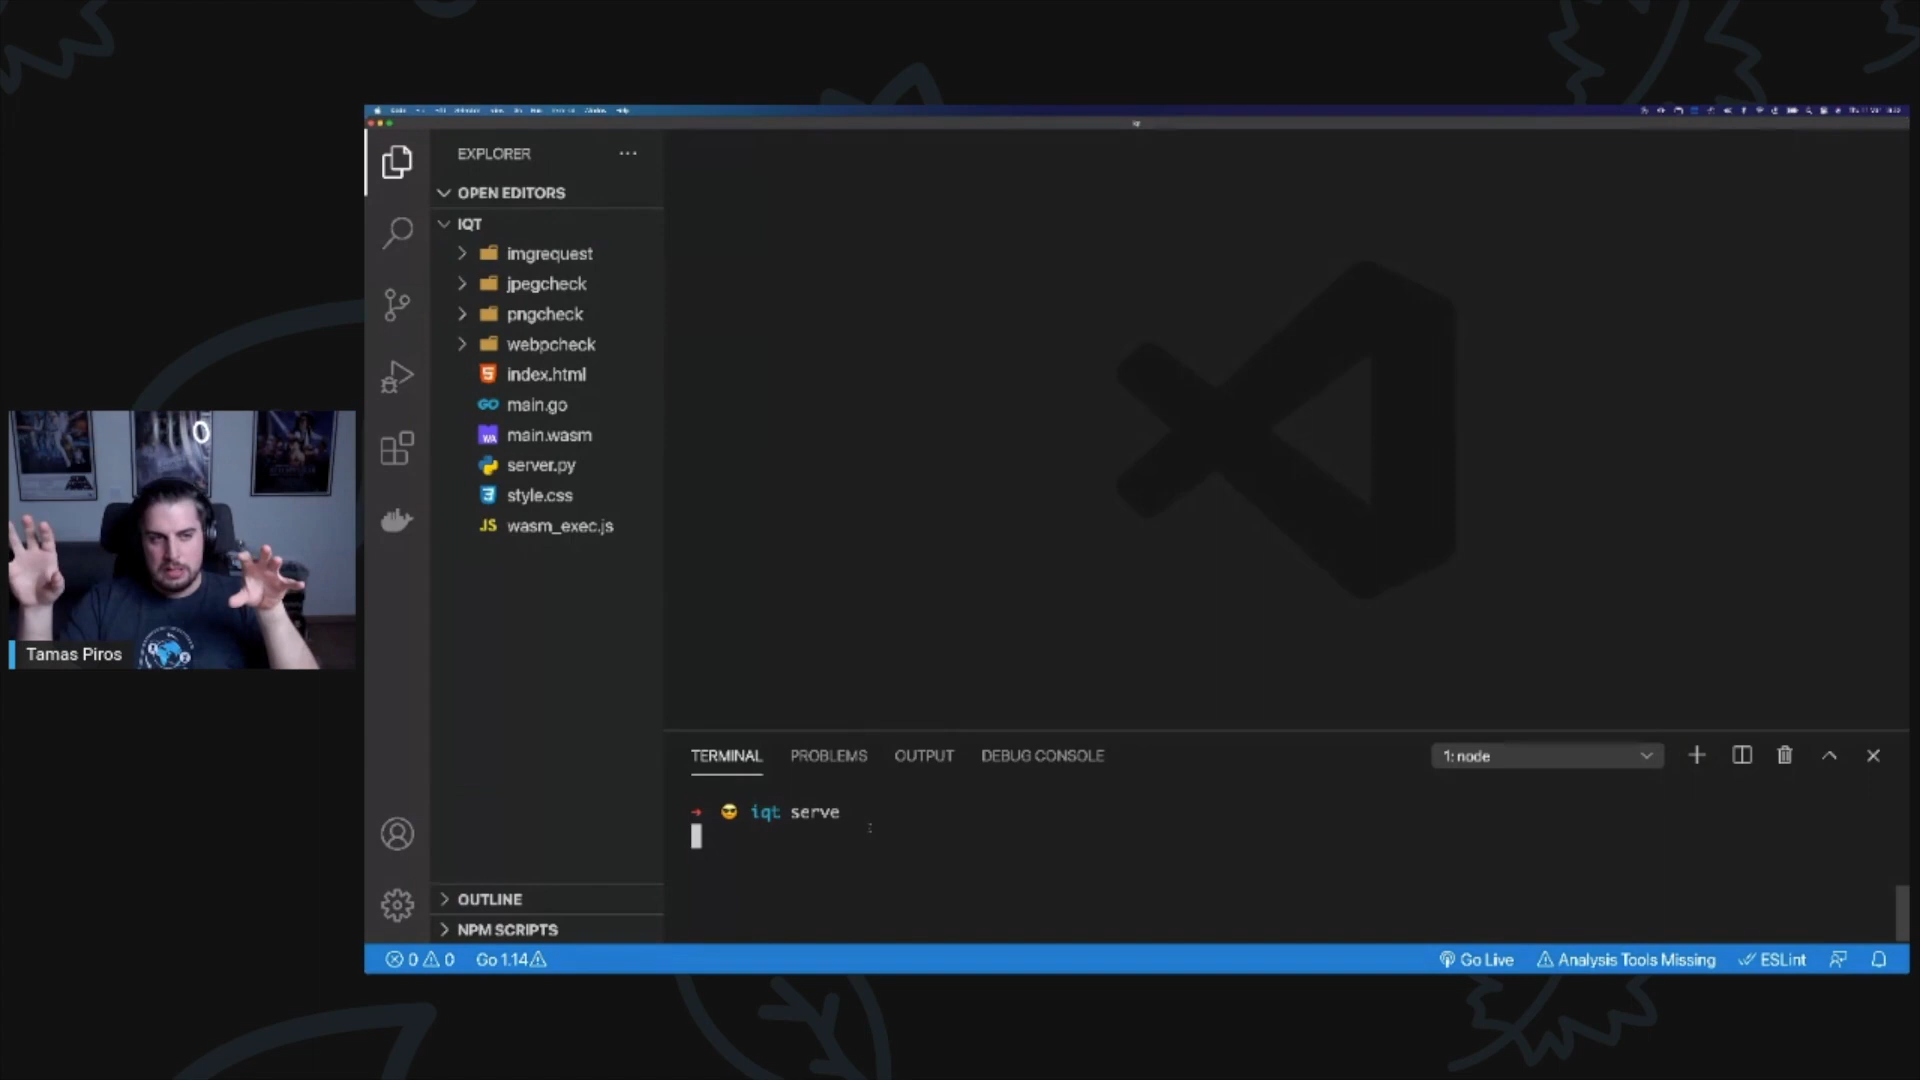 EXPLORER
OPEN EDITORS
IQT
imgrequest
jpegcheck
pngcheck
webpcheck
index.html
main.go
main.wasm
server.py
style.css
JS wasm_exec.js
OUTLINE
NPM SCRIPTS
Tamas Piros
TERMINAL
PROBLEMS
OUTPUT
DEBUG CONSOLE
1: node
iqt serve
0 0
Go 1.14
Go Live
Analysis Tools Missing
ESLint